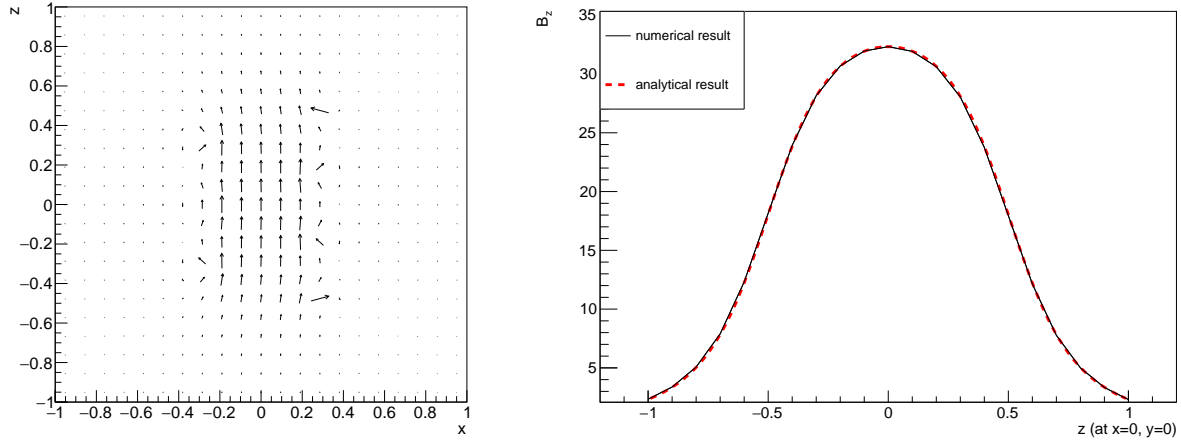 z
1
0.8
0.6
0.4
0.2
0
−0.2
−0.4
−0.6
−0.8
−1
−1 −0.8 −0.6 −0.4 −0.2 0 0.2 0.4 0.6 0.8 1
x
B_z
35
30
25
20
15
10
5
numerical result
analytical result
−1 −0.5 0 0.5 1
z (at x=0, y=0)